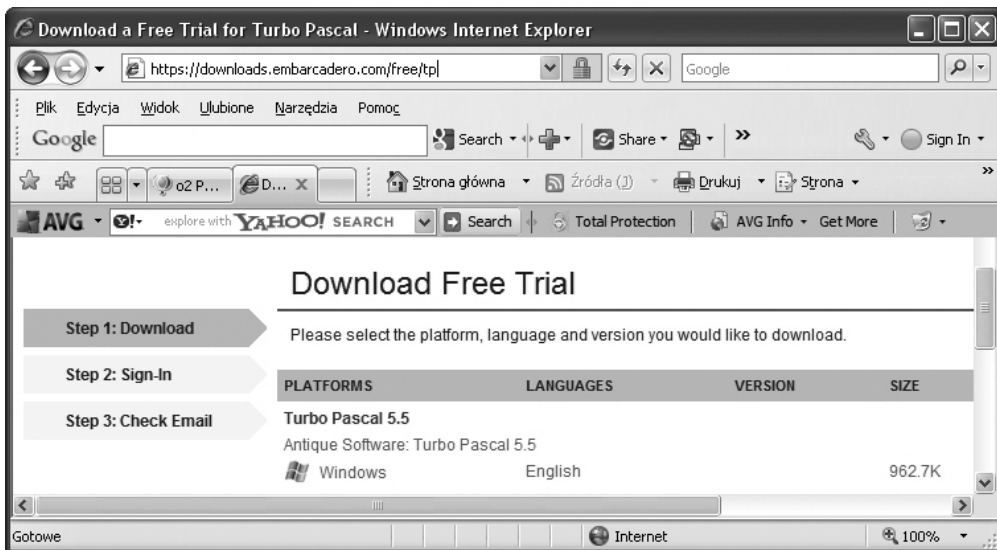 Download a Free Trial for Turbo Pascal - Windows Internet Explorer
https://downloads.embarcadero.com/free/tp
Google
Plik Edycja Widok Ulubione Narzędzia Pomoc
Google Search Share » Sign In
o2 P... D... X Strona główna Źródła (J) Drukuj Strona »
AVG Y! explore with YAHOO! SEARCH Search Total Protection AVG Info Get More
Download Free Trial
Step 1: Download
Please select the platform, language and version you would like to download.
Step 2: Sign-In
PLATFORMS LANGUAGES VERSION SIZE
Step 3: Check Email
Turbo Pascal 5.5
Antique Software: Turbo Pascal 5.5
Windows English 962.7K
Gotowe Internet 100%